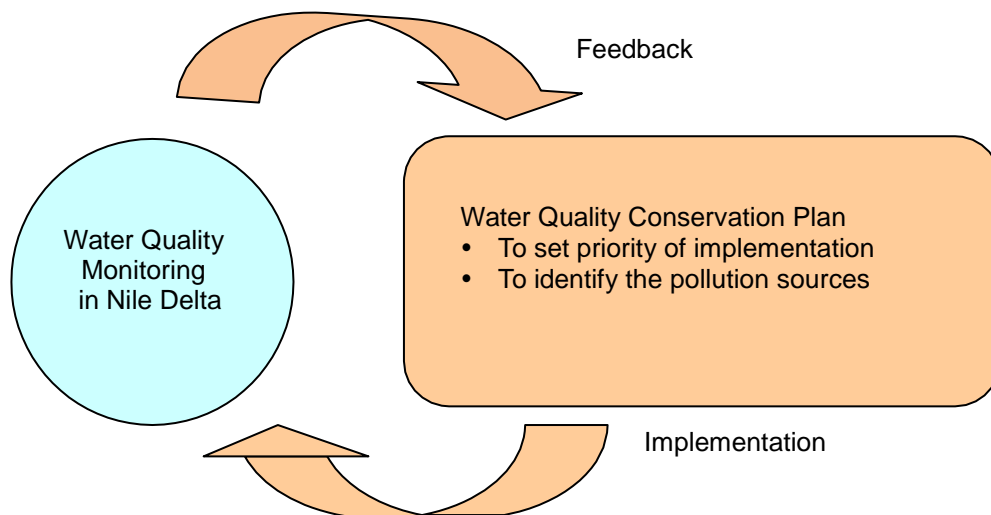 Feedback
Water Quality
Monitoring
in Nile Delta
Water Quality Conservation Plan
• To set priority of implementation
• To identify the pollution sources
Implementation